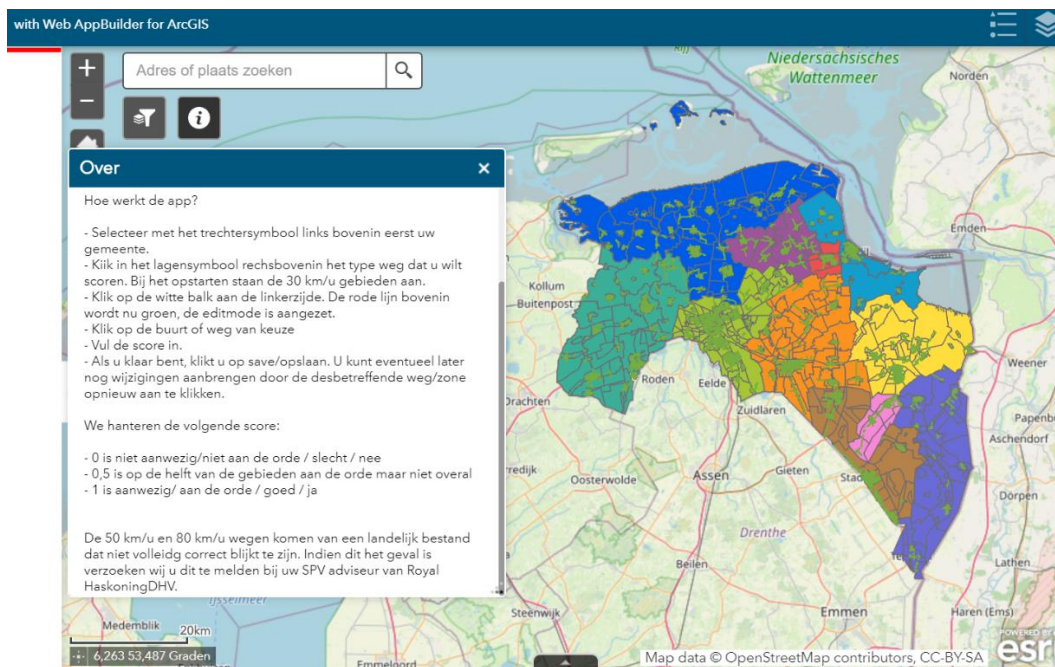 with Web AppBuilder for ArcGIS
Adres of plaats zoeken
Niedersächsisches
Wattenmeer
Norden
Over
Hoe werkt de app?
- Selecteer met het trechtersymbool links bovenin eerst uw
gemeente.
- Kiik in het lagensymbool rechsbovenin het type weg dat u wilt
scoren. Bij het opstarten staan de 30 km/u gebieden aan.
- Klik op de witte balk aan de linkerzijde. De rode lijn bovenin
wordt nu groen, de editmode is aangezet.
- Klik op de buurt of weg van keuze
- Vul de score in.
- Als u klaar bent, klikt u op save/opslaan. U kunt eventueel later
nog wijzigingen aanbrengen door de desbetreffende weg/zone
opnieuw aan te klikken.
We hanteren de volgende score:
- 0 is niet aanwezig/niet aan de orde / slecht / nee
- 0,5 is op de helft van de gebieden aan de orde maar niet overal
- 1 is aanwezig/ aan de orde / goed / ja
De 50 km/u en 80 km/u wegen komen van een landelijk bestand
dat niet volleidg correct blijkt te zijn. Indien dit het geval is
verzoeken wij u dit te melden bij uw SPV adviseur van Royal
HaskoningDHV.
Emden
Kollum
Buitenpost
Weener
Roden
Eelde
Drachten
Zuidlaren
Papenb
Aschendorf
redijk
Oosterwolde
Assen
Gieten
Stad
Dörpen
Drenthe
Beilen
Lathen
IJsselmeer
Medemblik
20km
Steenwijk
Emmen
Haren (Ems)
6,263 53,487 Graden
Emmeloord
Map data © OpenStreetMap contributors, CC-BY-SA
POWERED BY
esri